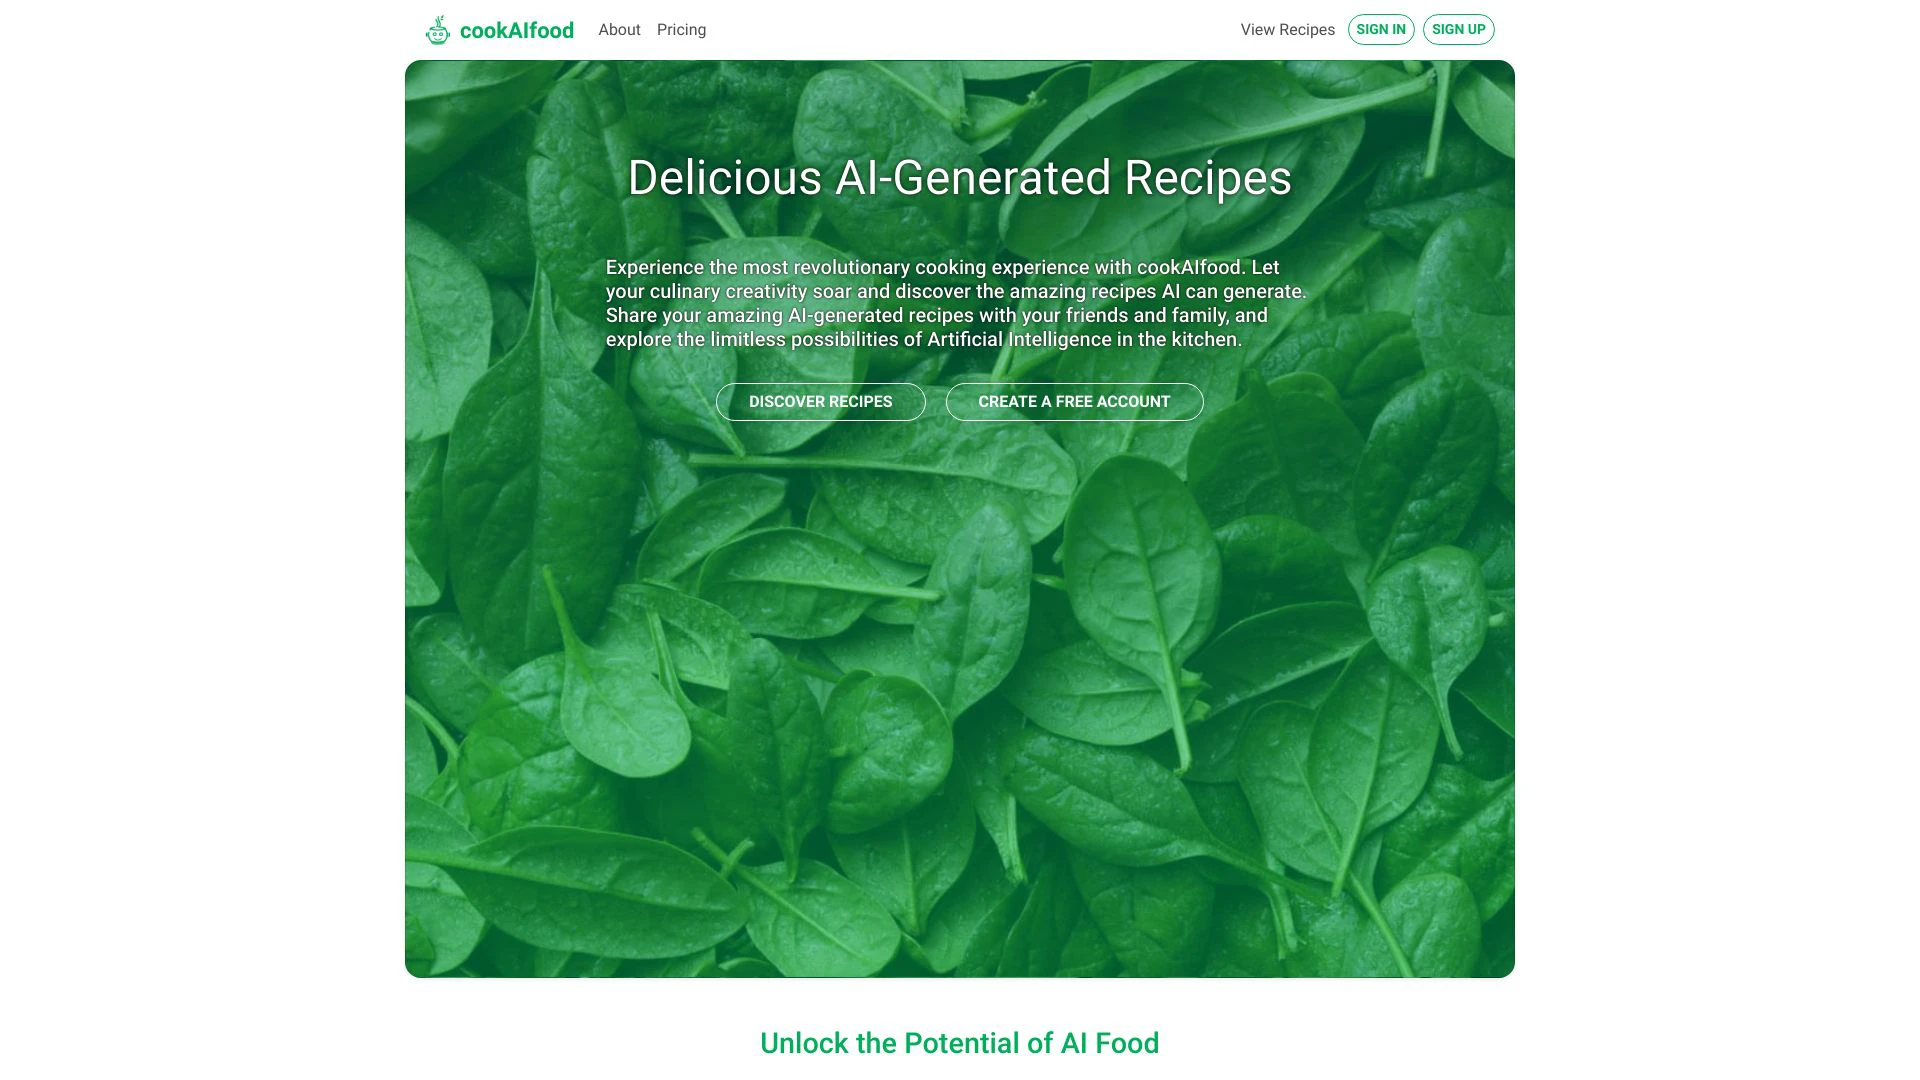 cookAIfood
About
Pricing
View Recipes
SIGN IN
SIGN UP
Delicious AI-Generated Recipes
Experience the most revolutionary cooking experience with cookAIfood. Let
your culinary creativity soar and discover the amazing recipes AI can generate.
Share your amazing AI-generated recipes with your friends and family, and
explore the limitless possibilities of Artificial Intelligence in the kitchen.
DISCOVER RECIPES
CREATE A FREE ACCOUNT
Unlock the Potential of AI Food